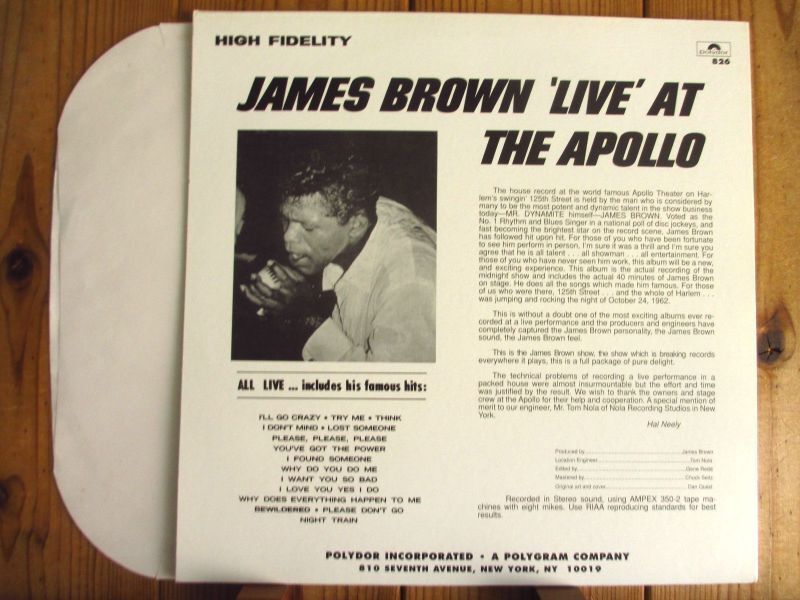 HIGH FIDELITY
polydor
826
JAMES BROWN 'LIVE' AT
THE APOLLO
The house record at the world famous Apollo Theater on Har-
lem's swingin' 125th Street is held by the man who is considered by
many to be the most potent and dynamic talent in the show business
today—MR. DYNAMITE himself—JAMES BROWN. Voted as the
No. 1 Rhythm and Blues Singer in a national poll of disc jockeys, and
fast becoming the brightest star on the record scene, James Brown
has followed hit upon hit. For those of you who have been fortunate
to see him perform in person, I'm sure it was a thrill and I'm sure you
agree that he is all talent . . . all showman . . . all entertainment. For
those of you who have never seen him work, this album will be a new,
and exciting experience. This album is the actual recording of the
midnight show and includes the actual 40 minutes of James Brown
on stage. He does all the songs which made him famous. For those
of us who were there, 125th Street . . . and the whole of Harlem . . .
was jumping and rocking the night of October 24, 1962.
This is without a doubt one of the most exciting albums ever re-
corded at a live performance and the producers and engineers have
completely captured the James Brown personality, the James Brown
sound, the James Brown feel.
This is the James Brown show, the show which is breaking records
everywhere it plays, this is a full package of pure delight.
The technical problems of recording a live performance in a
packed house were almost insurmountable but the effort and time
was justified by the result. We wish to thank the owners and stage
crew at the Apollo for their help and cooperation. A special mention of
merit to our engineer, Mr. Tom Nola of Nola Recording Studios in New
York.
Hal Neely
ALL LIVE ... includes his famous hits:
I'LL GO CRAZY • TRY ME • THINK
I DON'T MIND • LOST SOMEONE
PLEASE, PLEASE, PLEASE
YOU'VE GOT THE POWER
I FOUND SOMEONE
WHY DO YOU DO ME
I WANT YOU SO BAD
I LOVE YOU YES I DO
WHY DOES EVERYTHING HAPPEN TO ME
BEWILDERED • PLEASE DON'T GO
NIGHT TRAIN
Produced by James Brown
Location Engineer Tom Nola
Edited by Gene Redd
Mastered by Chuck Seitz
Original art and cover Dan Quest
Recorded in Stereo sound, using AMPEX 350-2 tape ma-
chines with eight mikes. Use RIAA reproducing standards for best
results.
POLYDOR INCORPORATED • A POLYGRAM COMPANY
810 SEVENTH AVENUE, NEW YORK, NY 10019